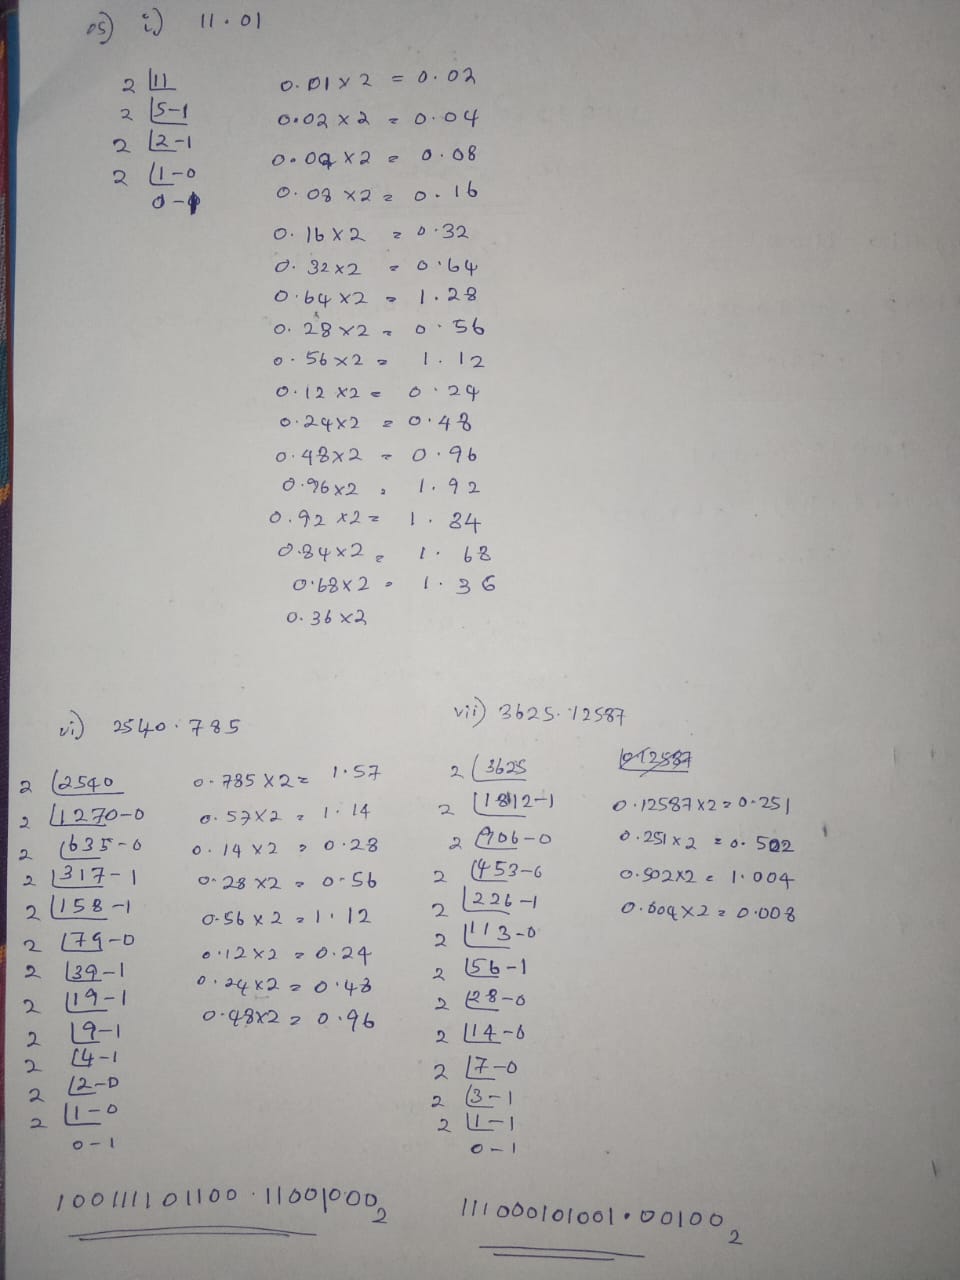 05) i) 11.01
2 11
2 5-1
2 2-1
2 1-0
0-1
0.01 x 2 = 0.02
0.02 x 2 = 0.04
0.04 x 2 = 0.08
0.08 x 2 = 0.16
0.16 x 2 = 0.32
0.32 x 2 = 0.64
0.64 x 2 = 1.28
0.28 x 2 = 0.56
0.56 x 2 = 1.12
0.12 x 2 = 0.24
0.24 x 2 = 0.48
0.48 x 2 = 0.96
0.96 x 2 = 1.92
0.92 x 2 = 1.84
0.84 x 2 = 1.68
0.68 x 2 = 1.36
0.36 x 2
vi) 2540.785
2 2540
2 1270-0
2 635-0
2 317-1
2 158-1
2 79-0
2 39-1
2 19-1
2 9-1
2 4-1
2 2-0
2 1-0
0-1
0.785 x 2 = 1.57
0.57 x 2 = 1.14
0.14 x 2 = 0.28
0.28 x 2 = 0.56
0.56 x 2 = 1.12
0.12 x 2 = 0.24
0.24 x 2 = 0.48
0.48 x 2 = 0.96
100111101100.11001000₂
vii) 3625.12587
2 3625
2 1812-1
2 906-0
2 453-0
2 226-1
2 113-0
2 56-1
2 28-0
2 14-0
2 7-0
2 3-1
2 1-1
0-1
0.12587
0.12587 x 2 = 0.251
0.251 x 2 = 0.502
0.502 x 2 = 1.004
0.004 x 2 = 0.008
111000101001.00100₂